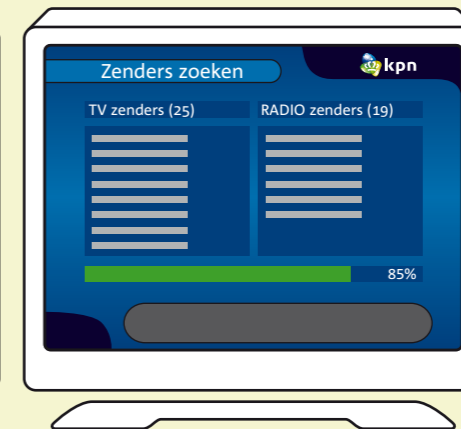 Zenders zoeken
kpn
TV zenders (25)
RADIO zenders (19)
85%